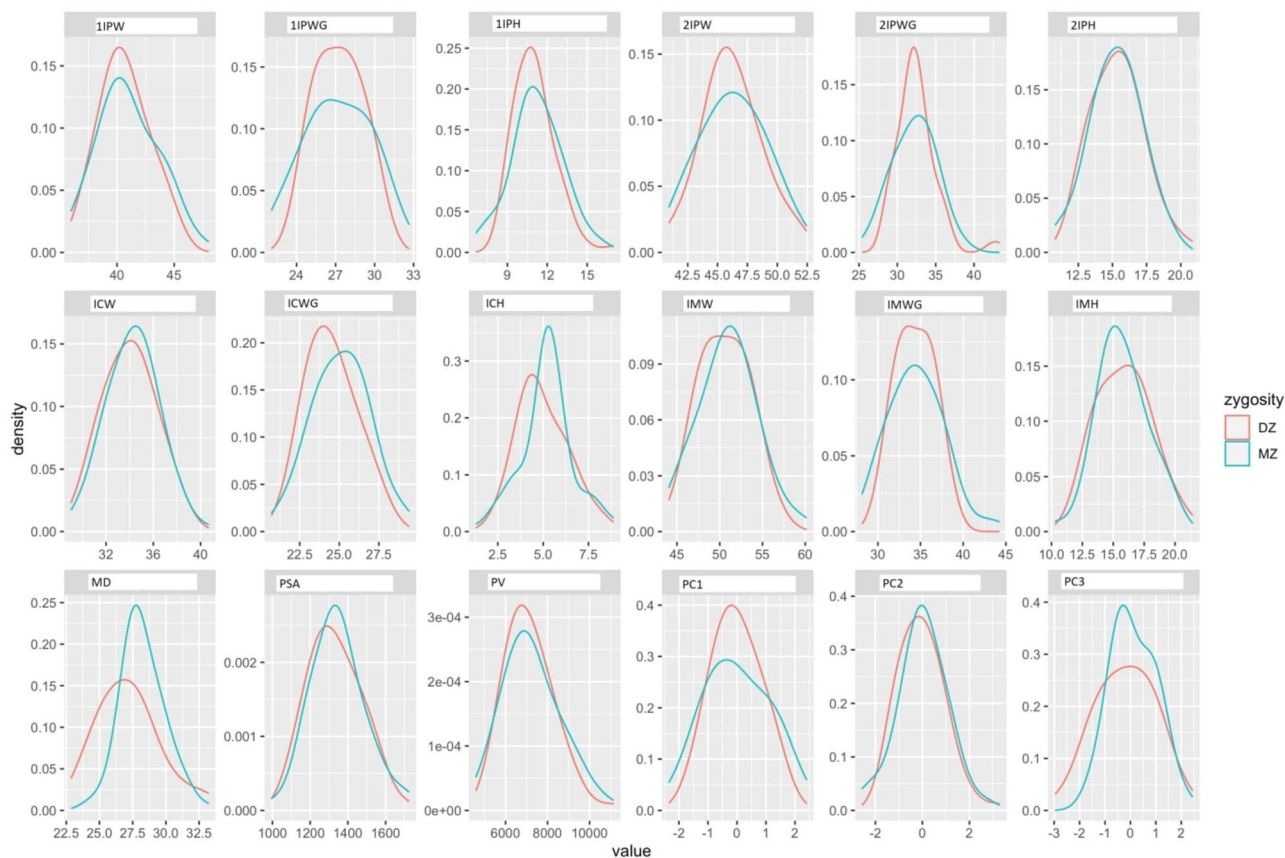 1IPW 1IPWG 1IPH 2IPW 2IPWG 2IPH
0.15 0.10 0.05 0.00
0.15 0.10 0.05 0.00
0.25 0.20 0.15 0.10 0.05 0.00
0.15 0.10 0.05 0.00
0.15 0.10 0.05 0.00
0.15 0.10 0.05 0.00
40 45
24 27 30 33
9 12 15
42.5 45.0 47.5 50.0 52.5
25 30 35 40
12.5 15.0 17.5 20.0
ICW ICWG ICH IMW IMWG IMH
0.15 0.10 0.05 0.00
0.20 0.15 0.10 0.05 0.00
0.3 0.2 0.1 0.0
0.09 0.06 0.03 0.00
0.10 0.05 0.00
0.15 0.10 0.05 0.00
30 33 36 40
22.5 25.0 27.5
2.5 5.0 7.5
45 50 55 60
30 35 40 45
10.0 12.5 15.0 17.5 20.0
MD PSA PV PC1 PC2 PC3
0.25 0.20 0.15 0.10 0.05 0.00
0.002 0.001 0.000
3e-04 2e-04 1e-04 0e+00
0.4 0.3 0.2 0.1 0.0
0.4 0.3 0.2 0.1 0.0
0.4 0.3 0.2 0.1 0.0
22.5 25.0 27.5 30.0 32.5
1000 1200 1400 1600
6000 8000 10000
-2 -1 0 1 2
-2 0 2
-3 -2 -1 0 1 2
density
value
zygosity
DZ
MZ